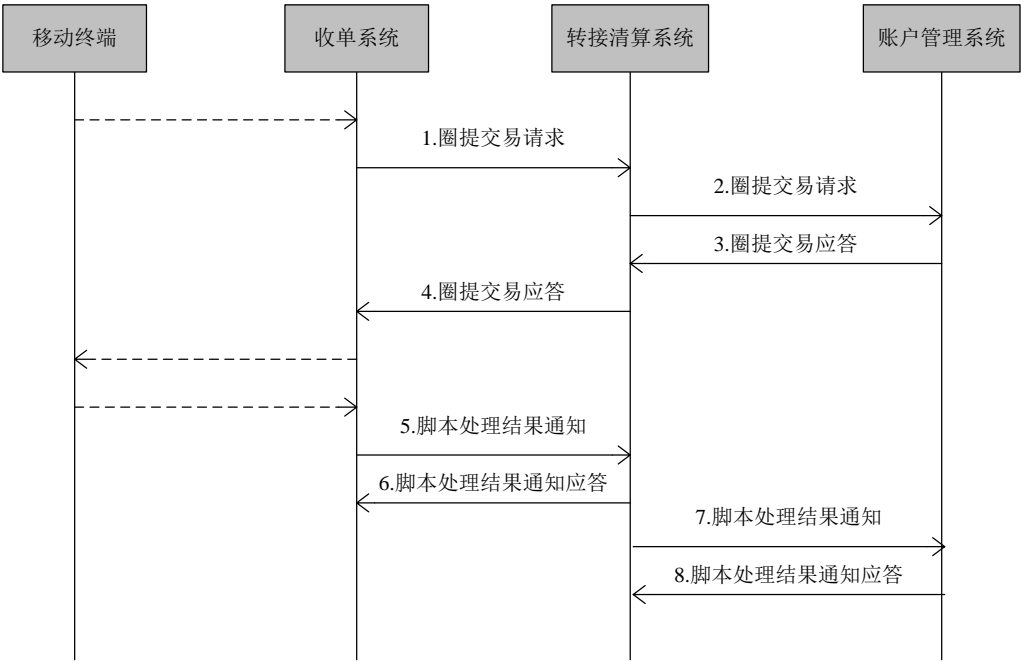 移动终端
收单系统
转接清算系统
账户管理系统
1.圈提交易请求
2.圈提交易请求
3.圈提交易应答
4.圈提交易应答
5.脚本处理结果通知
6.脚本处理结果通知应答
7.脚本处理结果通知
8.脚本处理结果通知应答